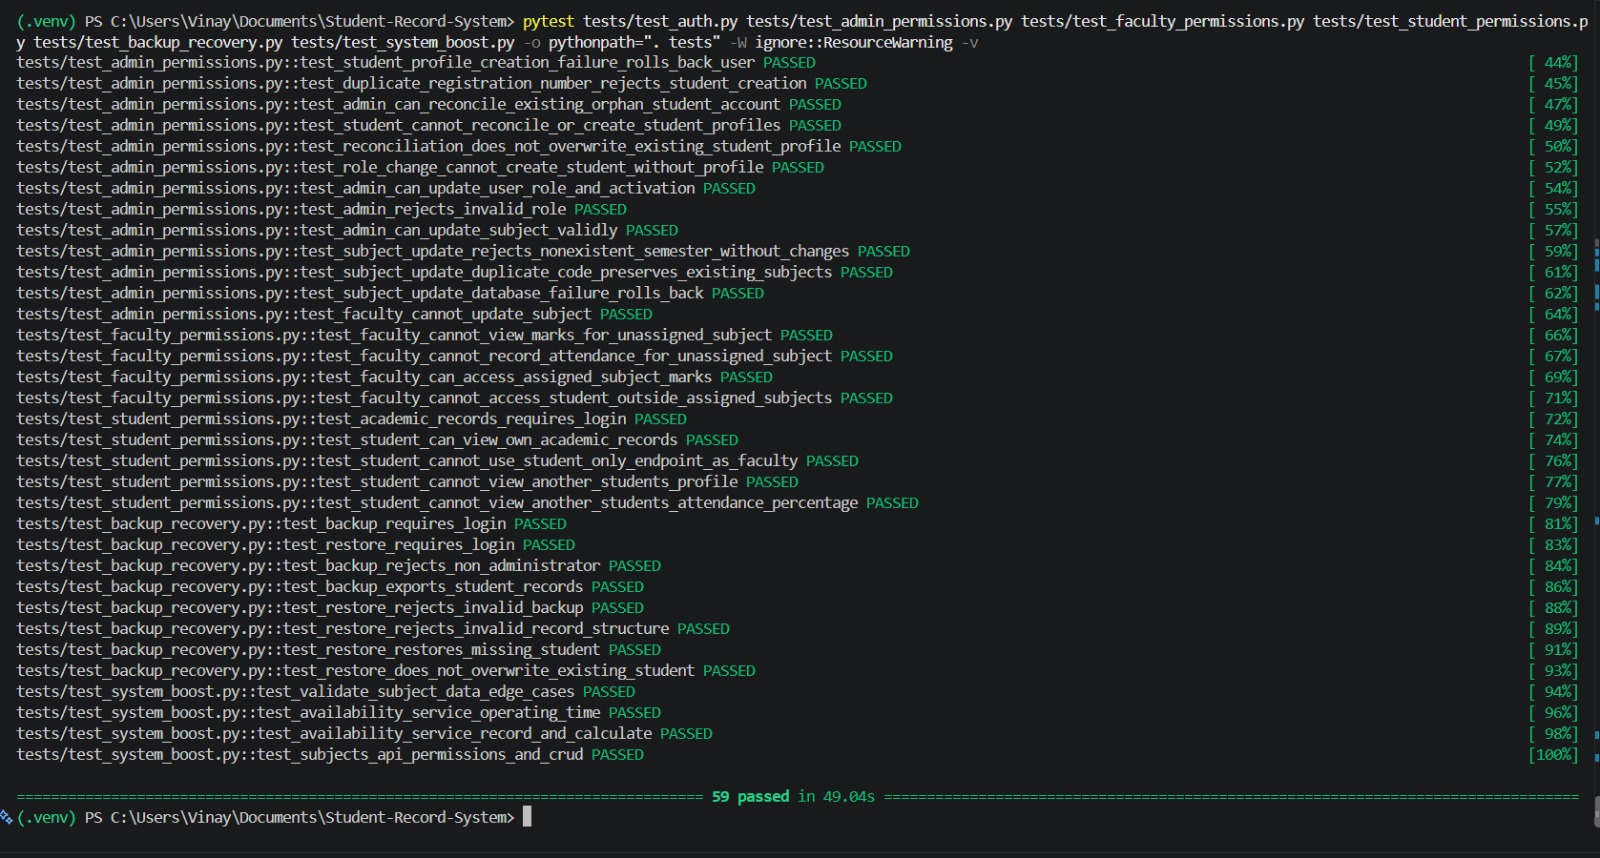 (.venv) PS C:\Users\Vinay\Documents\Student-Record-System> pytest tests/test_auth.py tests/test_admin_permissions.py tests/test_faculty_permissions.py tests/test_student_permissions.p
y tests/test_backup_recovery.py tests/test_system_boost.py -o pythonpath=". tests" -W ignore::ResourceWarning -v
tests/test_admin_permissions.py::test_student_profile_creation_failure_rolls_back_user PASSED [ 44%]
tests/test_admin_permissions.py::test_duplicate_registration_number_rejects_student_creation PASSED [ 45%]
tests/test_admin_permissions.py::test_admin_can_reconcile_existing_orphan_student_account PASSED [ 47%]
tests/test_admin_permissions.py::test_student_cannot_reconcile_or_create_student_profiles PASSED [ 49%]
tests/test_admin_permissions.py::test_reconciliation_does_not_overwrite_existing_student_profile PASSED [ 50%]
tests/test_admin_permissions.py::test_role_change_cannot_create_student_without_profile PASSED [ 52%]
tests/test_admin_permissions.py::test_admin_can_update_user_role_and_activation PASSED [ 54%]
tests/test_admin_permissions.py::test_admin_rejects_invalid_role PASSED [ 55%]
tests/test_admin_permissions.py::test_admin_can_update_subject_validly PASSED [ 57%]
tests/test_admin_permissions.py::test_subject_update_rejects_nonexistent_semester_without_changes PASSED [ 59%]
tests/test_admin_permissions.py::test_subject_update_duplicate_code_preserves_existing_subjects PASSED [ 61%]
tests/test_admin_permissions.py::test_subject_update_database_failure_rolls_back PASSED [ 62%]
tests/test_admin_permissions.py::test_faculty_cannot_update_subject PASSED [ 64%]
tests/test_faculty_permissions.py::test_faculty_cannot_view_marks_for_unassigned_subject PASSED [ 66%]
tests/test_faculty_permissions.py::test_faculty_cannot_record_attendance_for_unassigned_subject PASSED [ 67%]
tests/test_faculty_permissions.py::test_faculty_can_access_assigned_subject_marks PASSED [ 69%]
tests/test_faculty_permissions.py::test_faculty_cannot_access_student_outside_assigned_subjects PASSED [ 71%]
tests/test_student_permissions.py::test_academic_records_requires_login PASSED [ 72%]
tests/test_student_permissions.py::test_student_can_view_own_academic_records PASSED [ 74%]
tests/test_student_permissions.py::test_student_cannot_use_student_only_endpoint_as_faculty PASSED [ 76%]
tests/test_student_permissions.py::test_student_cannot_view_another_students_profile PASSED [ 77%]
tests/test_student_permissions.py::test_student_cannot_view_another_students_attendance_percentage PASSED [ 79%]
tests/test_backup_recovery.py::test_backup_requires_login PASSED [ 81%]
tests/test_backup_recovery.py::test_restore_requires_login PASSED [ 83%]
tests/test_backup_recovery.py::test_backup_rejects_non_administrator PASSED [ 84%]
tests/test_backup_recovery.py::test_backup_exports_student_records PASSED [ 86%]
tests/test_backup_recovery.py::test_restore_rejects_invalid_backup PASSED [ 88%]
tests/test_backup_recovery.py::test_restore_rejects_invalid_record_structure PASSED [ 89%]
tests/test_backup_recovery.py::test_restore_restores_missing_student PASSED [ 91%]
tests/test_backup_recovery.py::test_restore_does_not_overwrite_existing_student PASSED [ 93%]
tests/test_system_boost.py::test_validate_subject_data_edge_cases PASSED [ 94%]
tests/test_system_boost.py::test_availability_service_operating_time PASSED [ 96%]
tests/test_system_boost.py::test_availability_service_record_and_calculate PASSED [ 98%]
tests/test_system_boost.py::test_subjects_api_permissions_and_crud PASSED [100%]
59 passed in 49.04s
(.venv) PS C:\Users\Vinay\Documents\Student-Record-System>